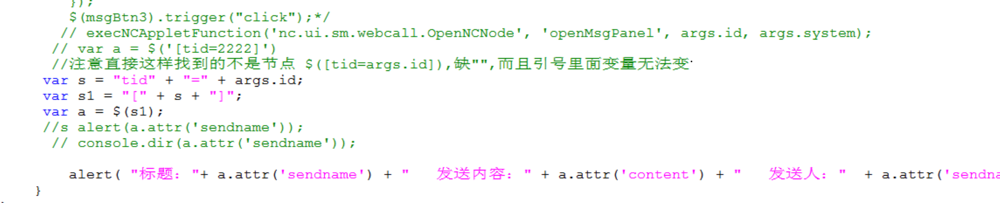 });
$(msgBtn3).trigger("click");*/
// execNCAppletFunction('nc.ui.sm.webcall.OpenNCNode', 'openMsgPanel', args.id, args.system);
// var a = $('[tid=2222]')
//注意直接这样找到的不是节点 $([tid=args.id]),缺"",而且引号里面变量无法变
var s = "tid" + "=" + args.id;
var s1 = "[" + s + "]";
var a = $(s1);
//s alert(a.attr('sendname'));
// console.dir(a.attr('sendname'));
alert( "标题: "+ a.attr('sendname') + "   发送内容: " + a.attr('content') + "   发送人: "  + a.attr('sendna
}